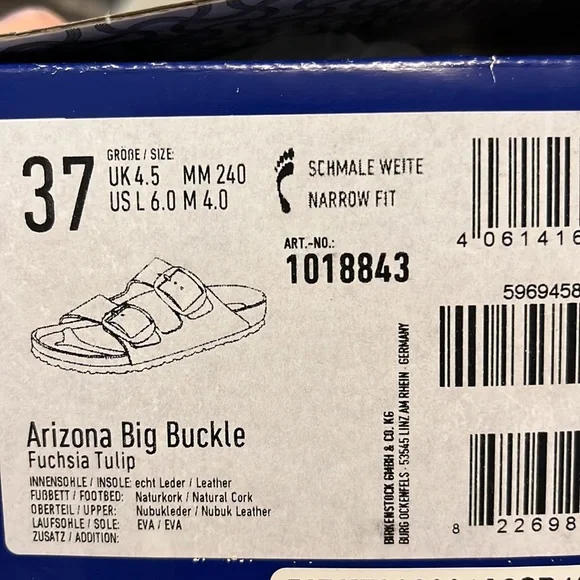 37
GRÖßE / SIZE:
UK 4.5 MM 240
US L 6.0 M 4.0
SCHMALE WEITE
NARROW FIT
ART.-NO.:
1018843
4 061416
5969458
8 22698
Arizona Big Buckle
Fuchsia Tulip
INNENSOHLE / INSOLE: echt Leder / Leather
FUßBETT / FOOTBED: Naturkork / Natural Cork
OBERTEIL / UPPER: Nubukleder / Nubuk Leather
LAUFSOHLE / SOLE: EVA / EVA
ZUSATZ / ADDITION:
BIRKENSTOCK GMBH & CO. KG
BURG OCKENFELS · 53545 LINZ AM RHEIN · GERMANY